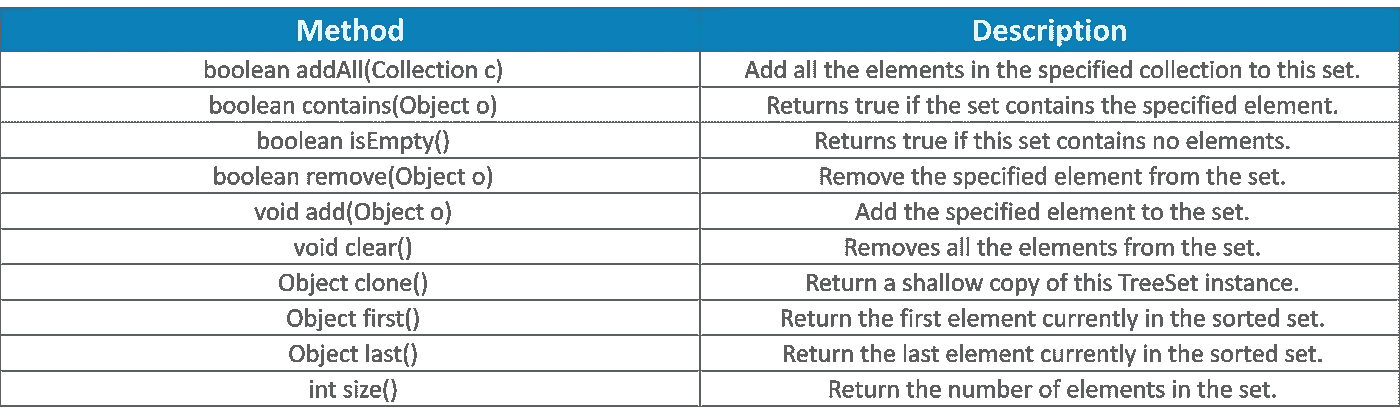 Method Description
boolean addAll(Collection c) Add all the elements in the specified collection to this set.
boolean contains(Object o) Returns true if the set contains the specified element.
boolean isEmpty() Returns true if this set contains no elements.
boolean remove(Object o) Remove the specified element from the set.
void add(Object o) Add the specified element to the set.
void clear() Removes all the elements from the set.
Object clone() Return a shallow copy of this TreeSet instance.
Object first() Return the first element currently in the sorted set.
Object last() Return the last element currently in the sorted set.
int size() Return the number of elements in the set.